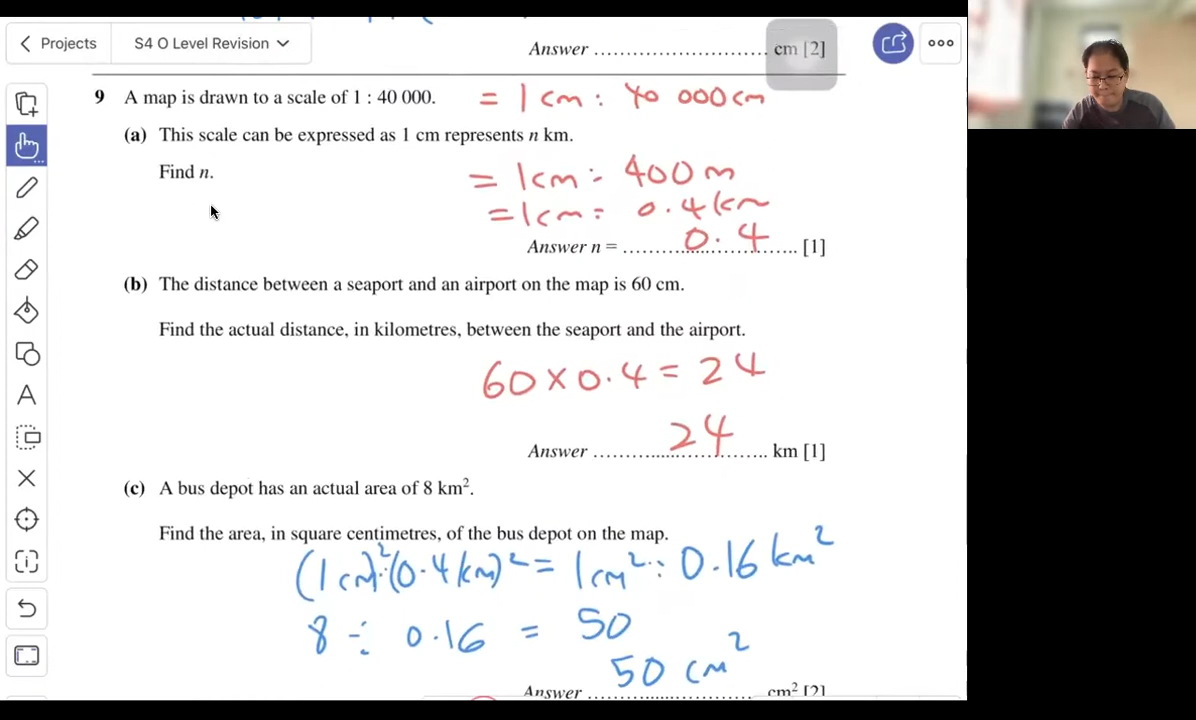 Projects
S4 O Level Revision
Answer .............................. cm [2]
9 A map is drawn to a scale of 1 : 40 000. = 1 cm : 40 000cm
(a) This scale can be expressed as 1 cm represents n km.
Find n.
= 1cm : 400 m
= 1cm : 0.4 km
Answer n = 0.4 [1]
(b) The distance between a seaport and an airport on the map is 60 cm.
Find the actual distance, in kilometres, between the seaport and the airport.
60 × 0.4 = 24
Answer 24 km [1]
(c) A bus depot has an actual area of 8 km².
Find the area, in square centimetres, of the bus depot on the map.
(1 cm)² : (0.4 km)² = 1 cm² : 0.16 km²
8 ÷ 0.16 = 50
50 cm²
Answer .............................. cm² [2]